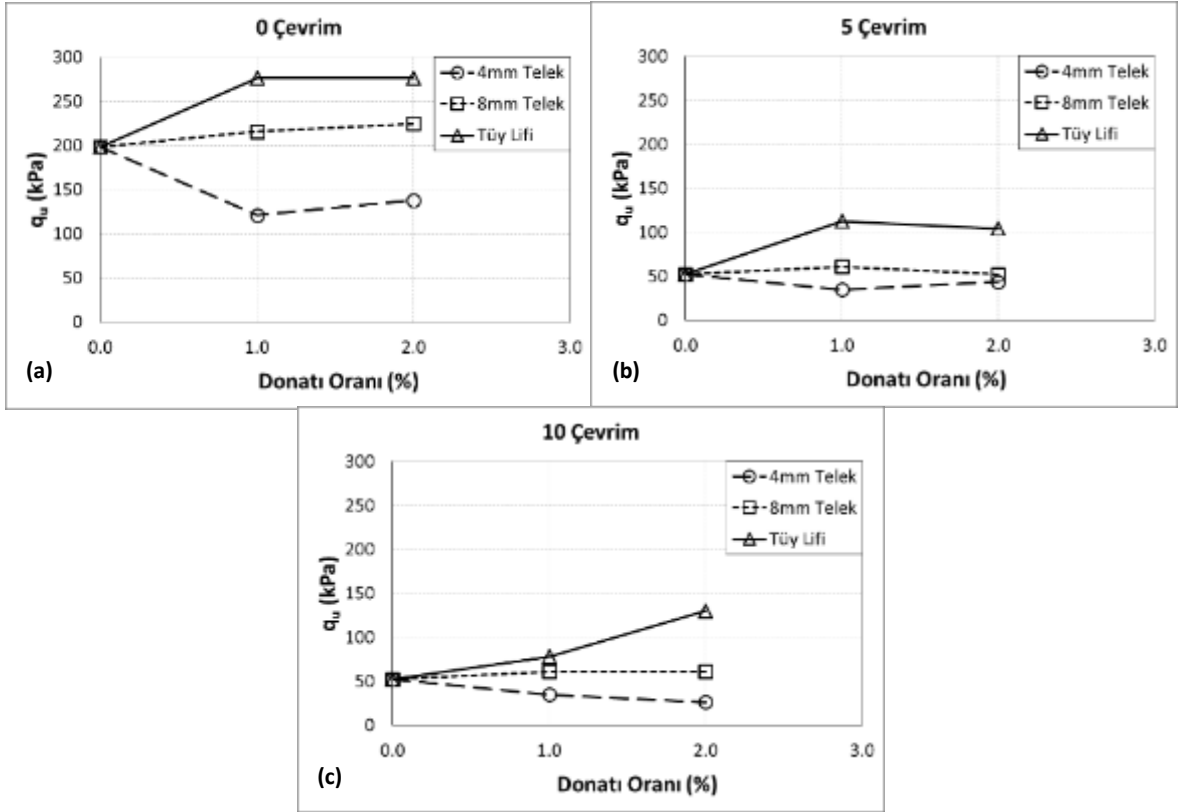 0 Çevrim
300
250
200
150
100
50
0
qu (kPa)
0.0 1.0 2.0 3.0
Donatı Oranı (%)
4mm Telek
8mm Telek
Tüy Lifi
(a)
5 Çevrim
300
250
200
150
100
50
0
qu (kPa)
0.0 1.0 2.0 3.0
Donatı Oranı (%)
4mm Telek
8mm Telek
Tüy Lifi
(b)
10 Çevrim
300
250
200
150
100
50
0
qu (kPa)
0.0 1.0 2.0 3.0
Donatı Oranı (%)
4mm Telek
8mm Telek
Tüy Lifi
(c)